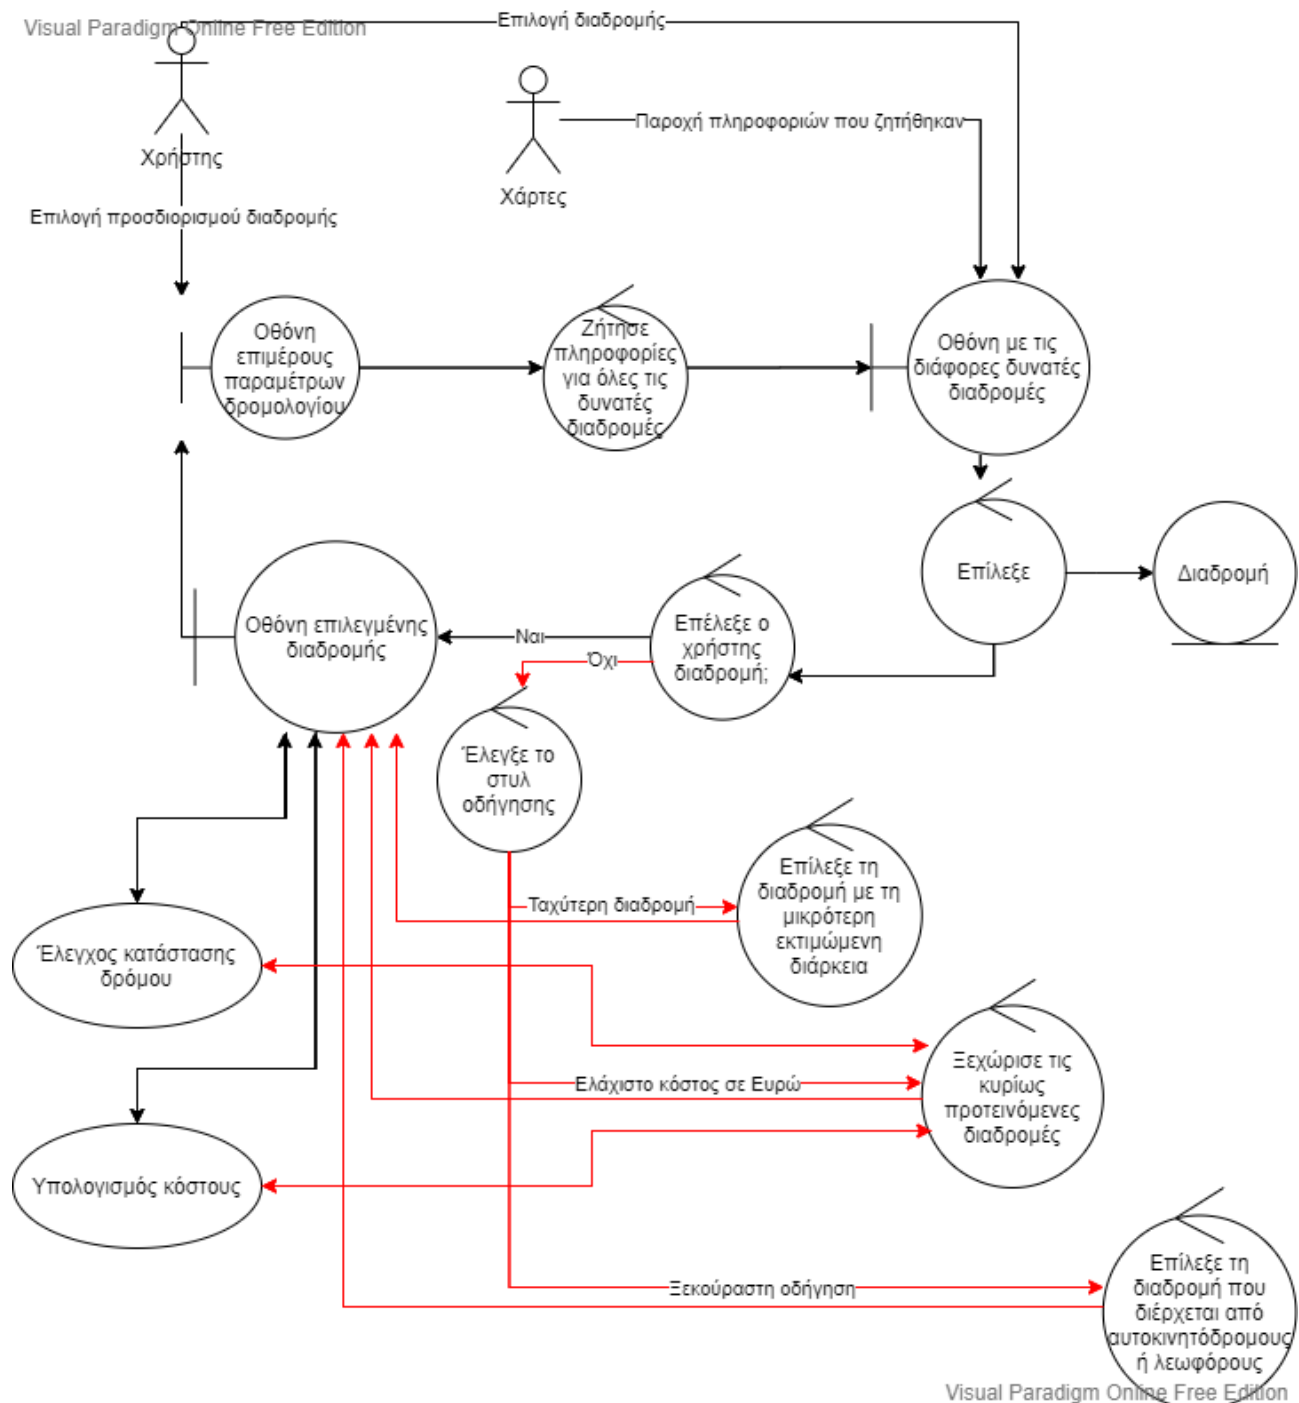 Visual Paradigm Online Free Edition
Επιλογή διαδρομής
Παροχή πληροφοριών που ζητήθηκαν
Χρήστης
Χάρτες
Επιλογή προσδιορισμού διαδρομής
Οθόνη
επιμέρους
παραμέτρων
δρομολογίου
Ζήτησε
πληροφορίες
για όλες τις
δυνατές
διαδρομές
Οθόνη με τις
διάφορες δυνατές
διαδρομές
Επίλεξε
Διαδρομή
Επέλεξε ο
χρήστης
διαδρομή;
Ναι
Όχι
Οθόνη επιλεγμένης
διαδρομής
Έλεγξε το
στυλ
οδήγησης
Ταχύτερη διαδρομή
Επίλεξε τη
διαδρομή με τη
μικρότερη
εκτιμώμενη
διάρκεια
Έλεγχος κατάστασης
δρόμου
Ελάχιστο κόστος σε Ευρώ
Ξεχώρισε τις
κυρίως
προτεινόμενες
διαδρομές
Υπολογισμός κόστους
Ξεκούραστη οδήγηση
Επίλεξε τη
διαδρομή που
διέρχεται από
αυτοκινητόδρομους
ή λεωφόρους
Visual Paradigm Online Free Edition